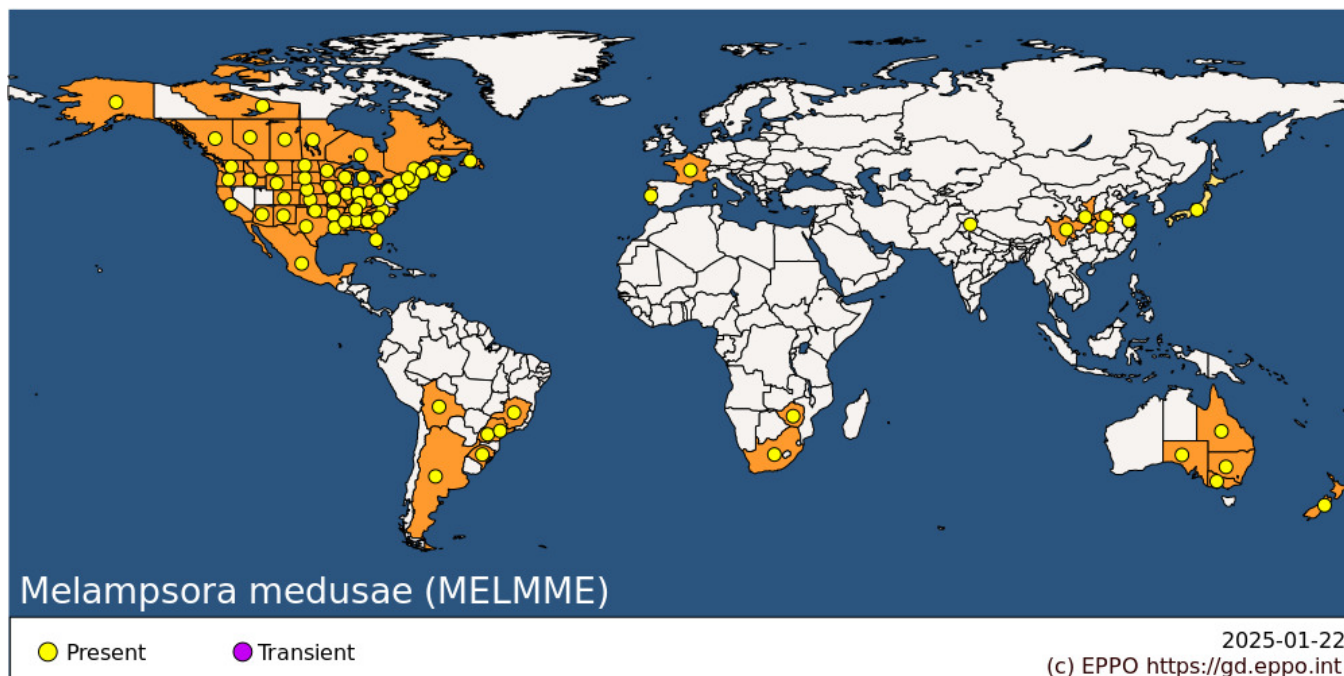 Melampsora medusae (MELMME)
Present
Transient
2025-01-22
(c) EPPO https://gd.eppo.int